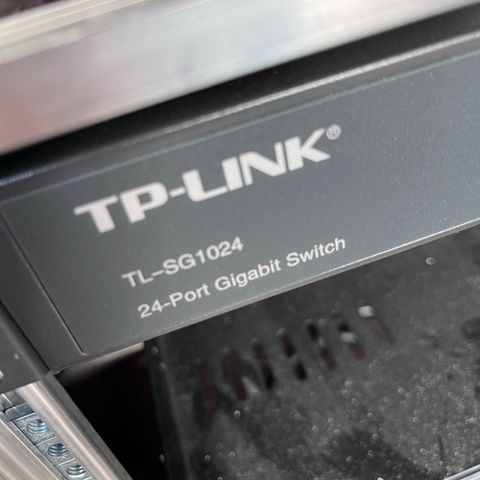 TP-LINK®
TL-SG1024
24-Port Gigabit Switch